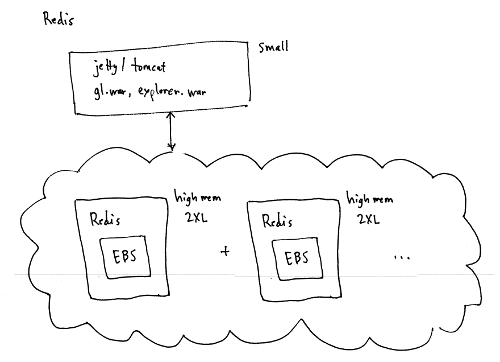 Redis
small
jetty / tomcat
gl.war, explorer.war
high mem
2XL
Redis
EBS
+
high mem
2XL
Redis
EBS
...